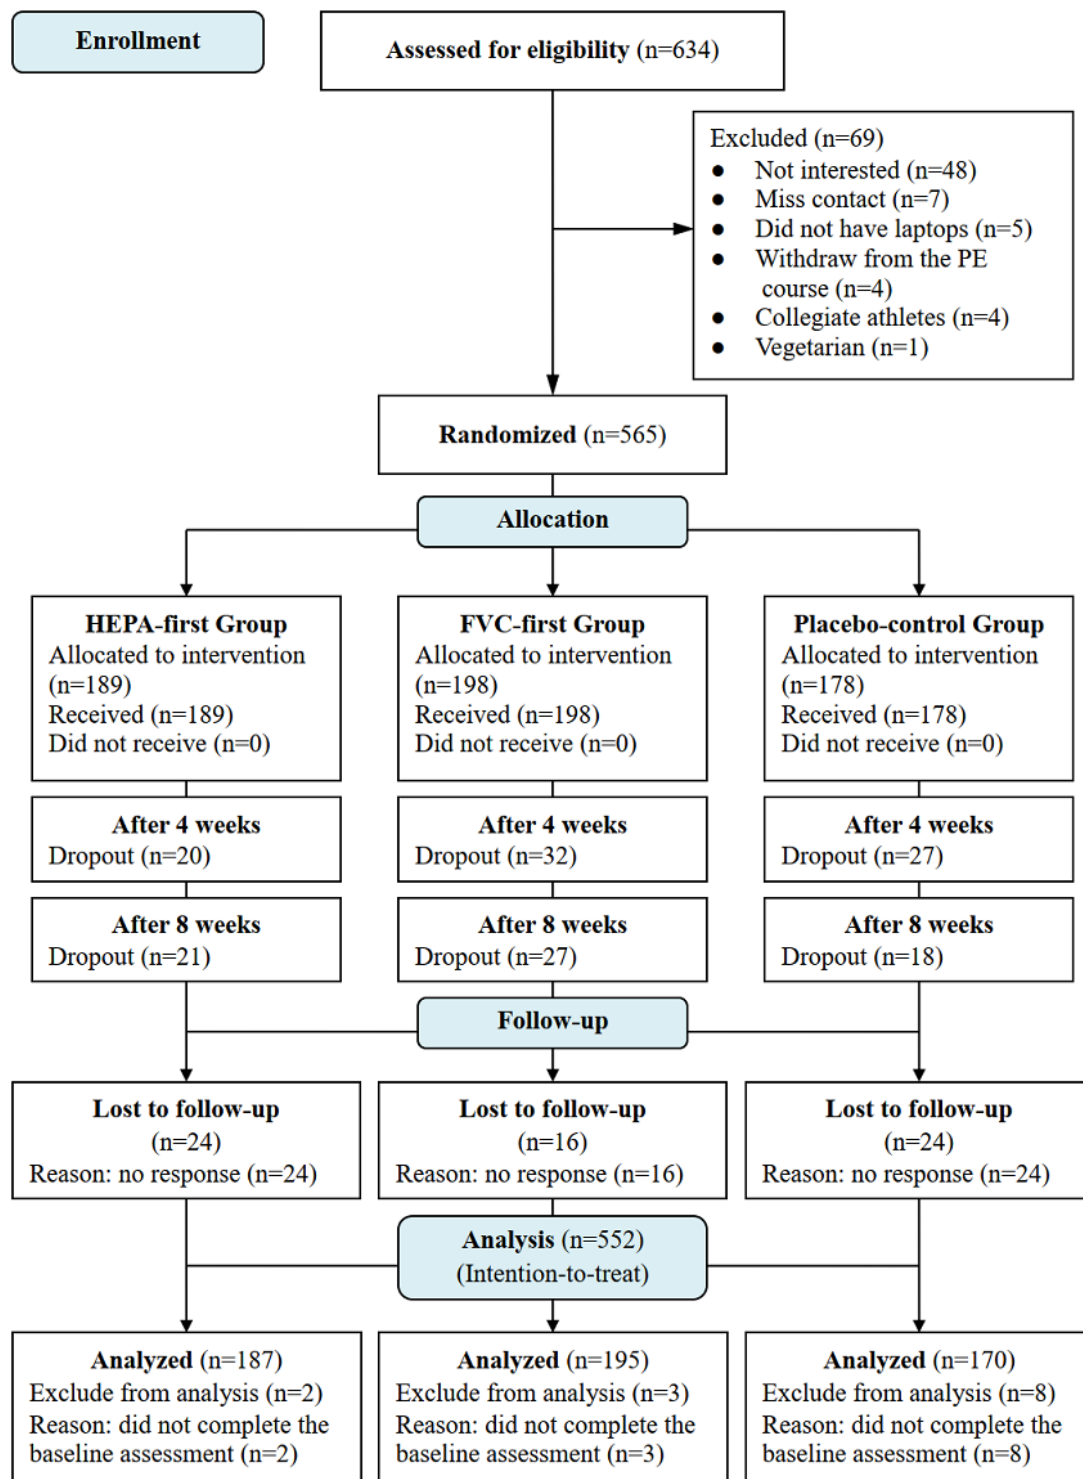 Enrollment
Assessed for eligibility (n=634)
Excluded (n=69)
● Not interested (n=48)
● Miss contact (n=7)
● Did not have laptops (n=5)
● Withdraw from the PE
course (n=4)
● Collegiate athletes (n=4)
● Vegetarian (n=1)
Randomized (n=565)
Allocation
HEPA-first Group
Allocated to intervention
(n=189)
Received (n=189)
Did not receive (n=0)
FVC-first Group
Allocated to intervention
(n=198)
Received (n=198)
Did not receive (n=0)
Placebo-control Group
Allocated to intervention
(n=178)
Received (n=178)
Did not receive (n=0)
After 4 weeks
Dropout (n=20)
After 4 weeks
Dropout (n=32)
After 4 weeks
Dropout (n=27)
After 8 weeks
Dropout (n=21)
After 8 weeks
Dropout (n=27)
After 8 weeks
Dropout (n=18)
Follow-up
Lost to follow-up
(n=24)
Reason: no response (n=24)
Lost to follow-up
(n=16)
Reason: no response (n=16)
Lost to follow-up
(n=24)
Reason: no response (n=24)
Analysis (n=552)
(Intention-to-treat)
Analyzed (n=187)
Exclude from analysis (n=2)
Reason: did not complete the
baseline assessment (n=2)
Analyzed (n=195)
Exclude from analysis (n=3)
Reason: did not complete the
baseline assessment (n=3)
Analyzed (n=170)
Exclude from analysis (n=8)
Reason: did not complete the
baseline assessment (n=8)